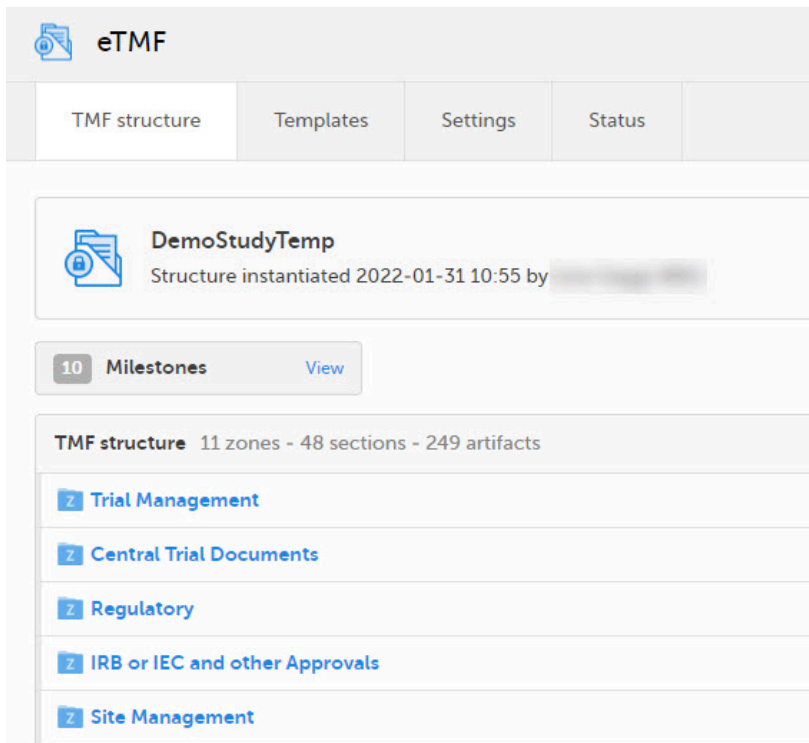 eTMF
TMF structure Templates Settings Status
DemoStudyTemp
Structure instantiated 2022-01-31 10:55 by
10 Milestones View
TMF structure 11 zones - 48 sections - 249 artifacts
Z Trial Management
Z Central Trial Documents
Z Regulatory
Z IRB or IEC and other Approvals
Z Site Management